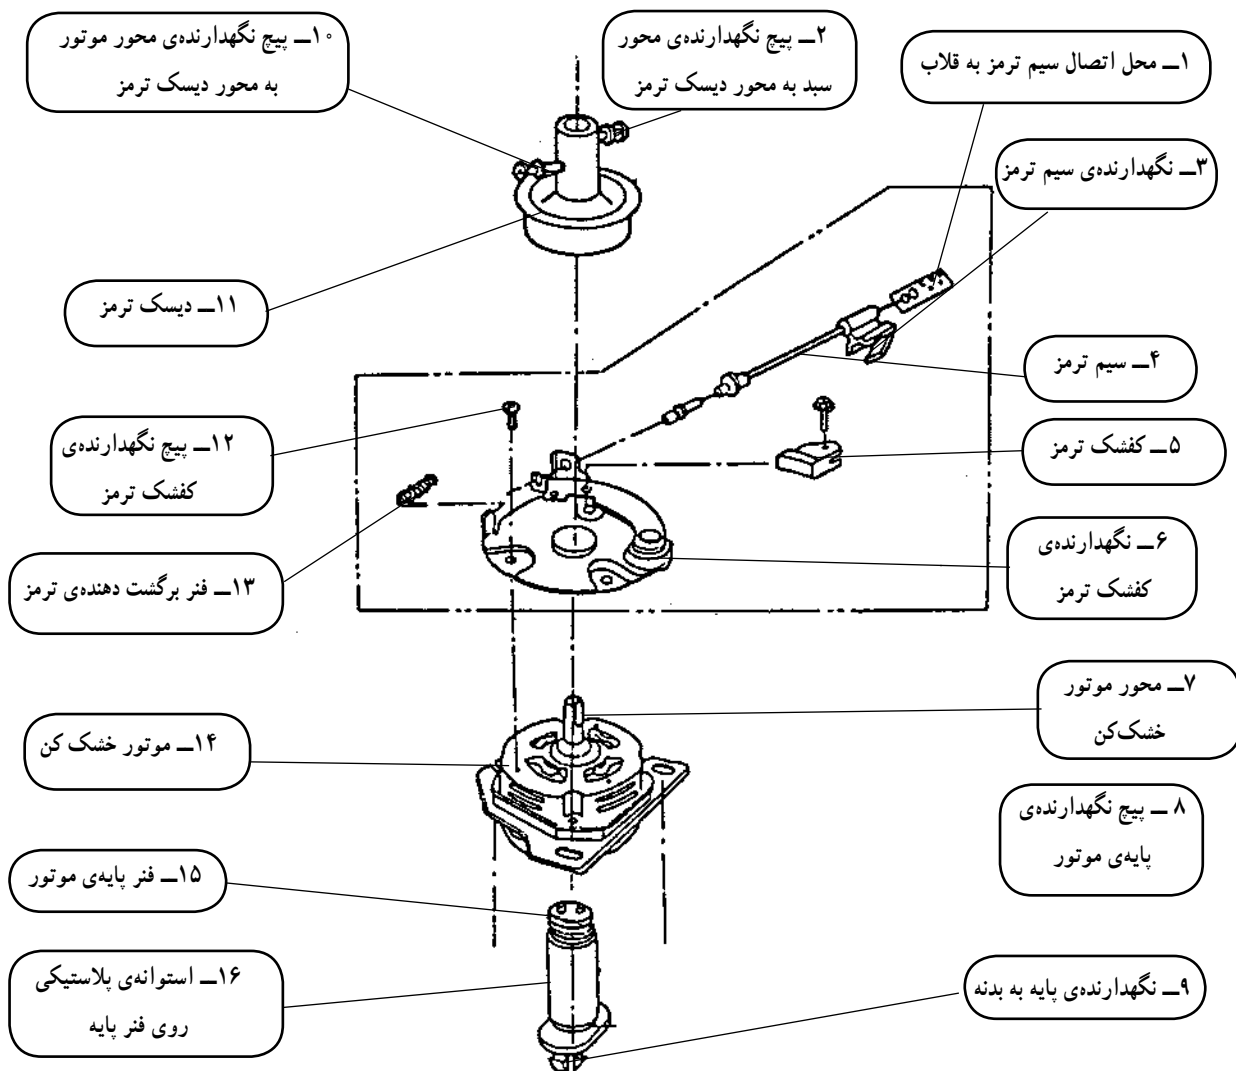 ۱ــ محل اتصال سیم ترمز به قلاب
۲ــ پیچ نگهدارنده‌ی محور
سبد به محور دیسک ترمز
۳ــ نگهدارنده‌ی سیم ترمز
۴ــ سیم ترمز
۵ــ کفشک ترمز
۶ــ نگهدارنده‌ی
کفشک ترمز
۷ــ محور موتور
خشک‌کن
۸ ــ پیچ نگهدارنده‌ی
پایه‌ی موتور
۹ــ نگهدارنده‌ی پایه به بدنه
۱۰ــ پیچ نگهدارنده‌ی محور موتور
به محور دیسک ترمز
۱۱ــ دیسک ترمز
۱۲ــ پیچ نگهدارنده‌ی
کفشک ترمز
۱۳ــ فنر برگشت دهنده‌ی ترمز
۱۴ــ موتور خشک کن
۱۵ــ فنر پایه‌ی موتور
۱۶ــ استوانه‌ی پلاستیکی
روی فنر پایه